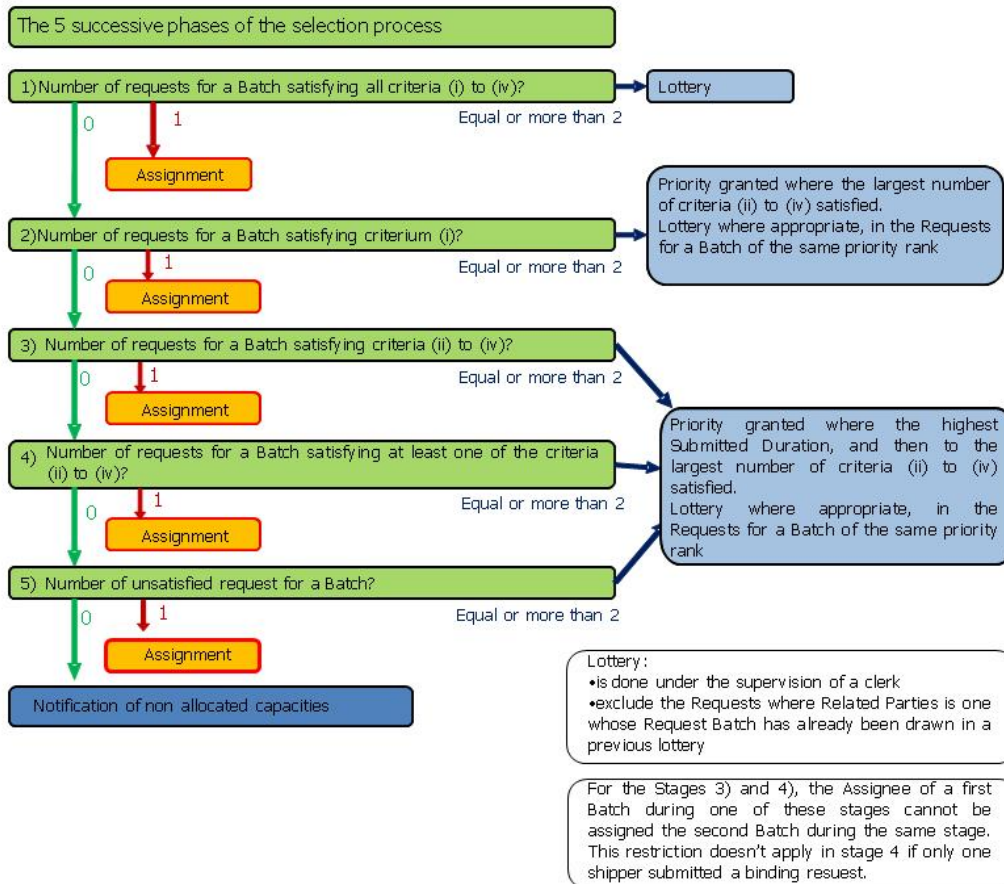 The 5 successive phases of the selection process
1)Number of requests for a Batch satisfying all criteria (i) to (iv)?
Lottery
0
1
Equal or more than 2
Assignment
Priority granted where the largest number
of criteria (ii) to (iv) satisfied.
Lottery where appropriate, in the Requests
for a Batch of the same priority rank
2)Number of requests for a Batch satisfying criterium (i)?
0
1
Equal or more than 2
Assignment
3) Number of requests for a Batch satisfying criteria (ii) to (iv)?
0
1
Equal or more than 2
Assignment
Priority granted where the highest
Submitted Duration, and then to the
largest number of criteria (ii) to (iv)
satisfied.
Lottery where appropriate, in the
Requests for a Batch of the same priority
rank
4) Number of requests for a Batch satisfying at least one of the criteria
(ii) to (iv)?
0
1
Equal or more than 2
Assignment
5) Number of unsatisfied request for a Batch?
0
1
Equal or more than 2
Assignment
Notification of non allocated capacities
Lottery:
•is done under the supervision of a clerk
•exclude the Requests where Related Parties is one
whose Request Batch has already been drawn in a
previous lottery
For the Stages 3) and 4), the Assignee of a first
Batch during one of these stages cannot be
assigned the second Batch during the same stage.
This restriction doesn't apply in stage 4 if only one
shipper submitted a binding resuest.